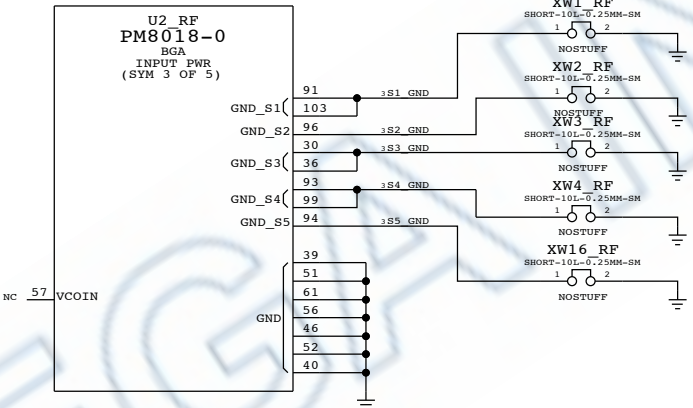 U2_RF
PM8018-0
BGA
INPUT PWR
(SYM 3 OF 5)
XW1_RF
SHORT-10L-0.25MM-SM
1 2
NOSTUFF
91
3S1_GND
GND_S1
103
GND_S2
96
3S2_GND
XW2_RF
SHORT-10L-0.25MM-SM
1 2
NOSTUFF
30
3S3_GND
GND_S3
36
XW3_RF
SHORT-10L-0.25MM-SM
1 2
NOSTUFF
93
3S4_GND
GND_S4
99
XW4_RF
SHORT-10L-0.25MM-SM
1 2
NOSTUFF
GND_S5
94
3S5_GND
XW16_RF
SHORT-10L-0.25MM-SM
1 2
NOSTUFF
39
51
NC 57 VCOIN
61
GND
56
46
52
40